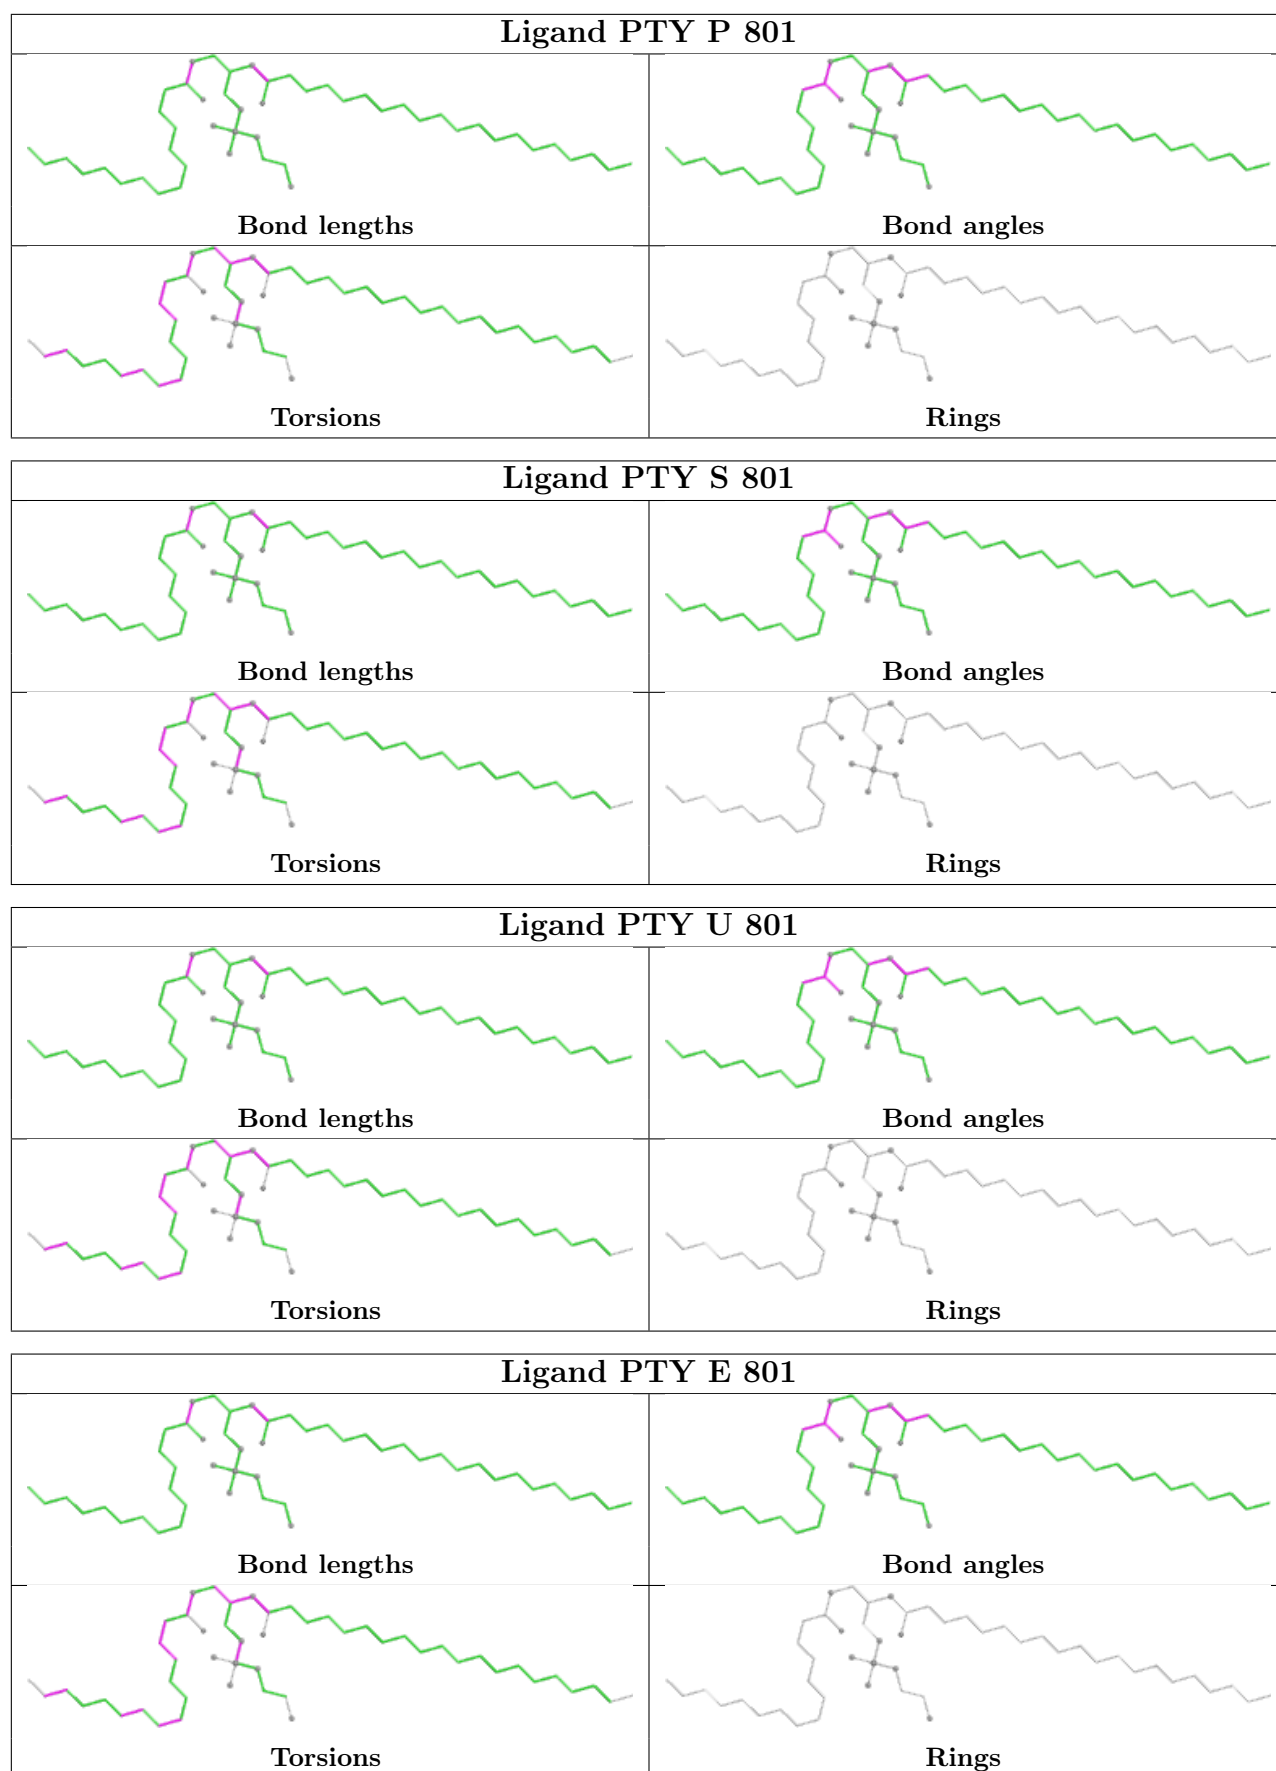 Ligand PTY P 801
Bond lengths
Bond angles
Torsions
Rings
Ligand PTY S 801
Bond lengths
Bond angles
Torsions
Rings
Ligand PTY U 801
Bond lengths
Bond angles
Torsions
Rings
Ligand PTY E 801
Bond lengths
Bond angles
Torsions
Rings